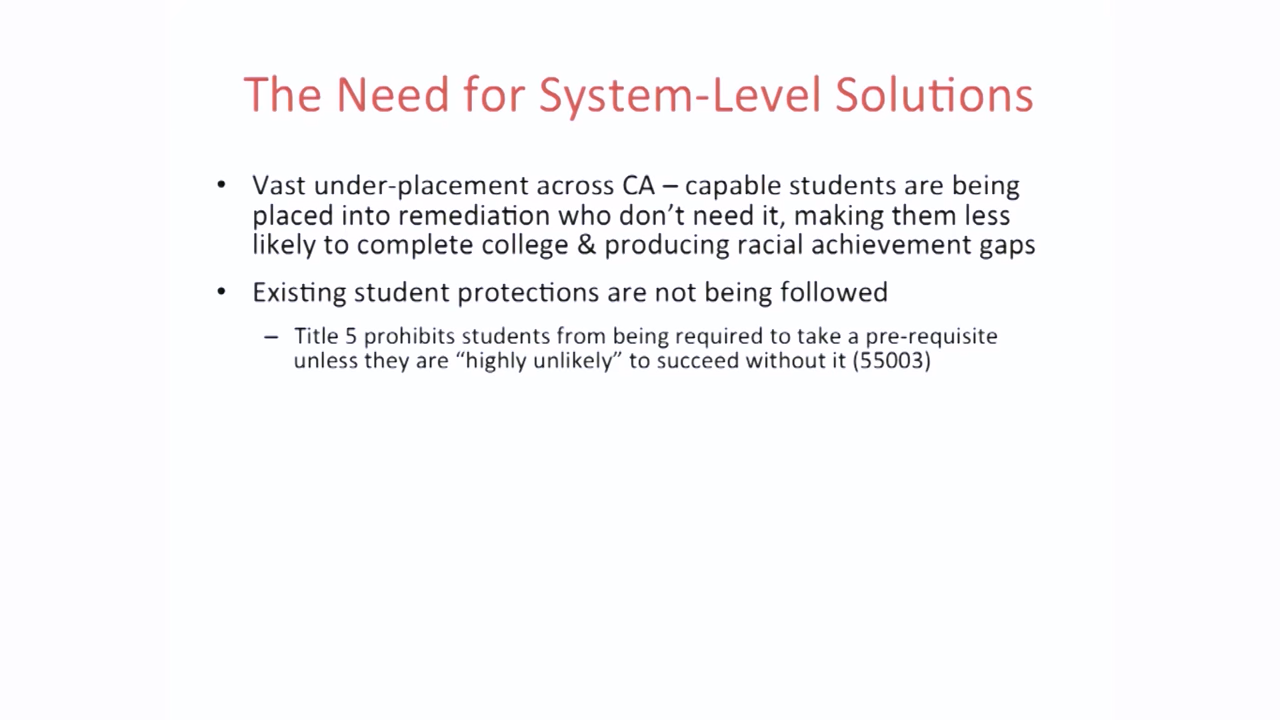 The Need for System-Level Solutions
• Vast under-placement across CA – capable students are being
placed into remediation who don’t need it, making them less
likely to complete college & producing racial achievement gaps
• Existing student protections are not being followed
– Title 5 prohibits students from being required to take a pre-requisite
unless they are “highly unlikely” to succeed without it (55003)